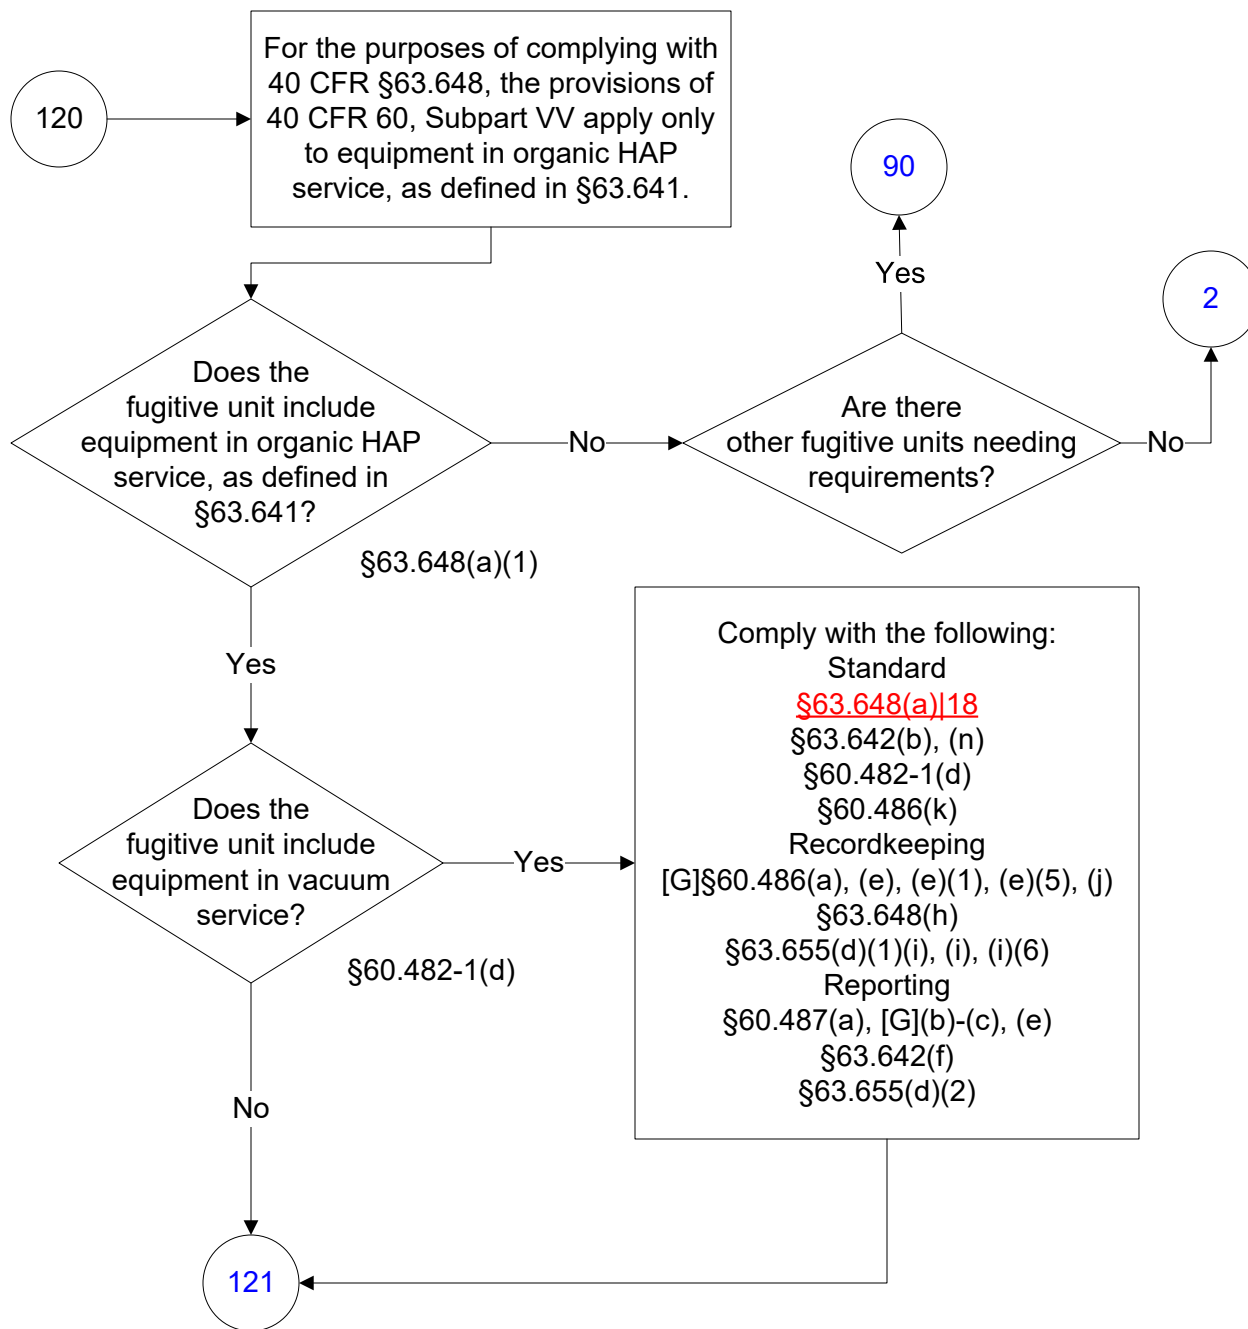 120
For the purposes of complying with
40 CFR §63.648, the provisions of
40 CFR 60, Subpart VV apply only
to equipment in organic HAP
service, as defined in §63.641.
90
Yes
2
Does the
fugitive unit include
equipment in organic HAP
service, as defined in
§63.641?
No
Are there
other fugitive units needing
requirements?
No
§63.648(a)(1)
Yes
Does the
fugitive unit include
equipment in vacuum
service?
Yes
§60.482-1(d)
Comply with the following:
Standard
§63.648(a)|18
§63.642(b), (n)
§60.482-1(d)
§60.486(k)
Recordkeeping
[G]§60.486(a), (e), (e)(1), (e)(5), (j)
§63.648(h)
§63.655(d)(1)(i), (i), (i)(6)
Reporting
§60.487(a), [G](b)-(c), (e)
§63.642(f)
§63.655(d)(2)
No
121